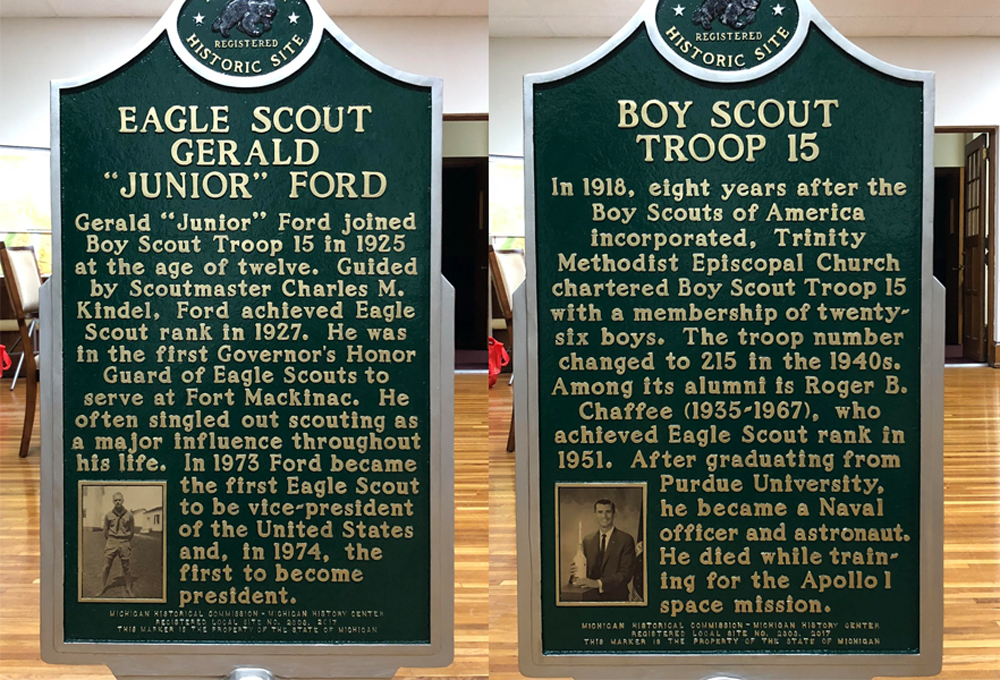 REGISTERED
HISTORIC SITE
EAGLE SCOUT
GERALD
"JUNIOR" FORD
Gerald "Junior" Ford joined
Boy Scout Troop 15 in 1925
at the age of twelve. Guided
by Scoutmaster Charles M.
Kindel, Ford achieved Eagle
Scout rank in 1927. He was
in the first Governor's Honor
Guard of Eagle Scouts to
serve at Fort Mackinac. He
often singled out scouting as
a major influence throughout
his life. In 1973 Ford became
the first Eagle Scout
to be vice-president
of the United States
and, in 1974, the
first to become
president.
MICHIGAN HISTORICAL COMMISSION - MICHIGAN HISTORY CENTER
REGISTERED LOCAL SITE NO. 2303, 2017
THIS MARKER IS THE PROPERTY OF THE STATE OF MICHIGAN
REGISTERED
HISTORIC SITE
BOY SCOUT
TROOP 15
In 1918, eight years after the
Boy Scouts of America
incorporated, Trinity
Methodist Episcopal Church
chartered Boy Scout Troop 15
with a membership of twenty-
six boys. The troop number
changed to 215 in the 1940s.
Among its alumni is Roger B.
Chaffee (1935-1967), who
achieved Eagle Scout rank in
1951. After graduating from
Purdue University,
he became a Naval
officer and astronaut.
He died while train-
ing for the Apollo 1
space mission.
MICHIGAN HISTORICAL COMMISSION - MICHIGAN HISTORY CENTER
REGISTERED LOCAL SITE NO. 2303, 2017
THIS MARKER IS THE PROPERTY OF THE STATE OF MICHIGAN